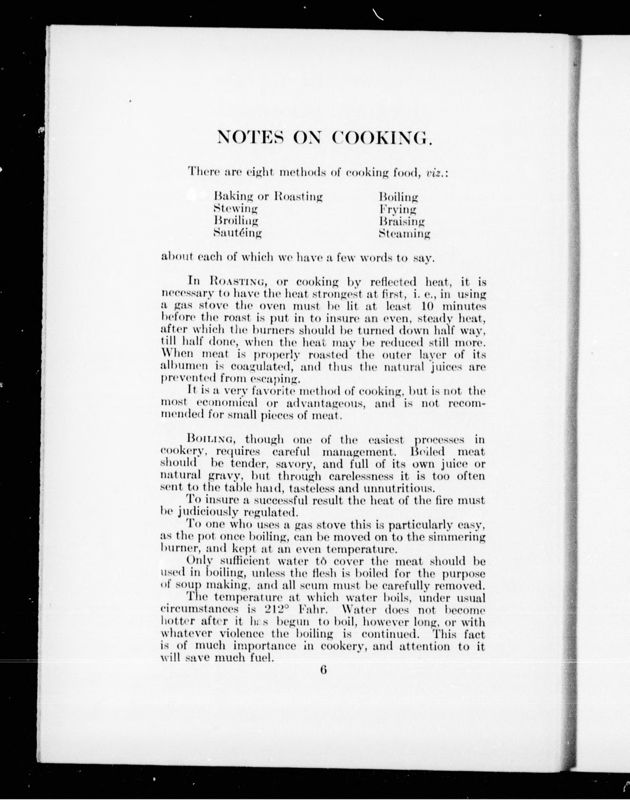 NOTES ON COOKING.
There are eight methods of cooking food, viz.:
Baking or Roasting Boiling
Stewing Frying
Broiling Braising
Sautéing Steaming
about each of which we have a few words to say.
In ROASTING, or cooking by reflected heat, it is
necessary to have the heat strongest at first, i. e., in using
a gas stove the oven must be lit at least 10 minutes
before the roast is put in to insure an even, steady heat,
after which the burners should be turned down half way,
till half done, when the heat may be reduced still more.
When meat is properly roasted the outer layer of its
albumen is coagulated, and thus the natural juices are
prevented from escaping.
It is a very favorite method of cooking, but is not the
most economical or advantageous, and is not recom-
mended for small pieces of meat.
BOILING, though one of the easiest processes in
cookery, requires careful management. Boiled meat
should be tender, savory, and full of its own juice or
natural gravy, but through carelessness it is too often
sent to the table hard, tasteless and unnutritious.
To insure a successful result the heat of the fire must
be judiciously regulated.
To one who uses a gas stove this is particularly easy,
as the pot once boiling, can be moved on to the simmering
burner, and kept at an even temperature.
Only sufficient water to cover the meat should be
used in boiling, unless the flesh is boiled for the purpose
of soup making, and all scum must be carefully removed.
The temperature at which water boils, under usual
circumstances is 212° Fahr. Water does not become
hotter after it has begun to boil, however long, or with
whatever violence the boiling is continued. This fact
is of much importance in cookery, and attention to it
will save much fuel.
6